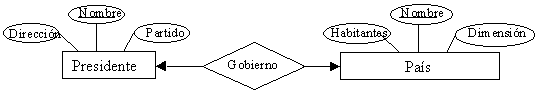 Nombre
Dirección
Partido
Presidente
Gobierno
Nombre
Habitantes
Dimensión
País